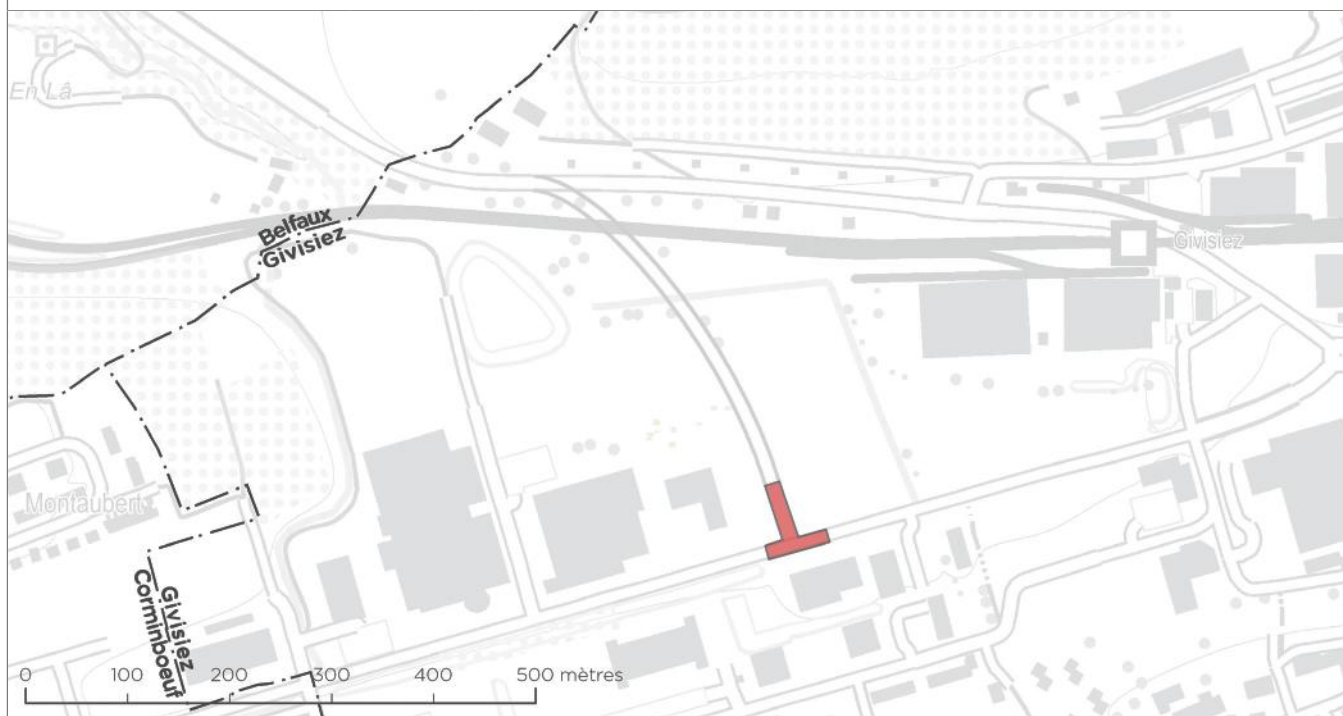 En Lâ
Belfaux
Givisiez
Givisiez
Montaubert
Givisiez
Corminboeuf
0 100 200 300 400 500 mètres